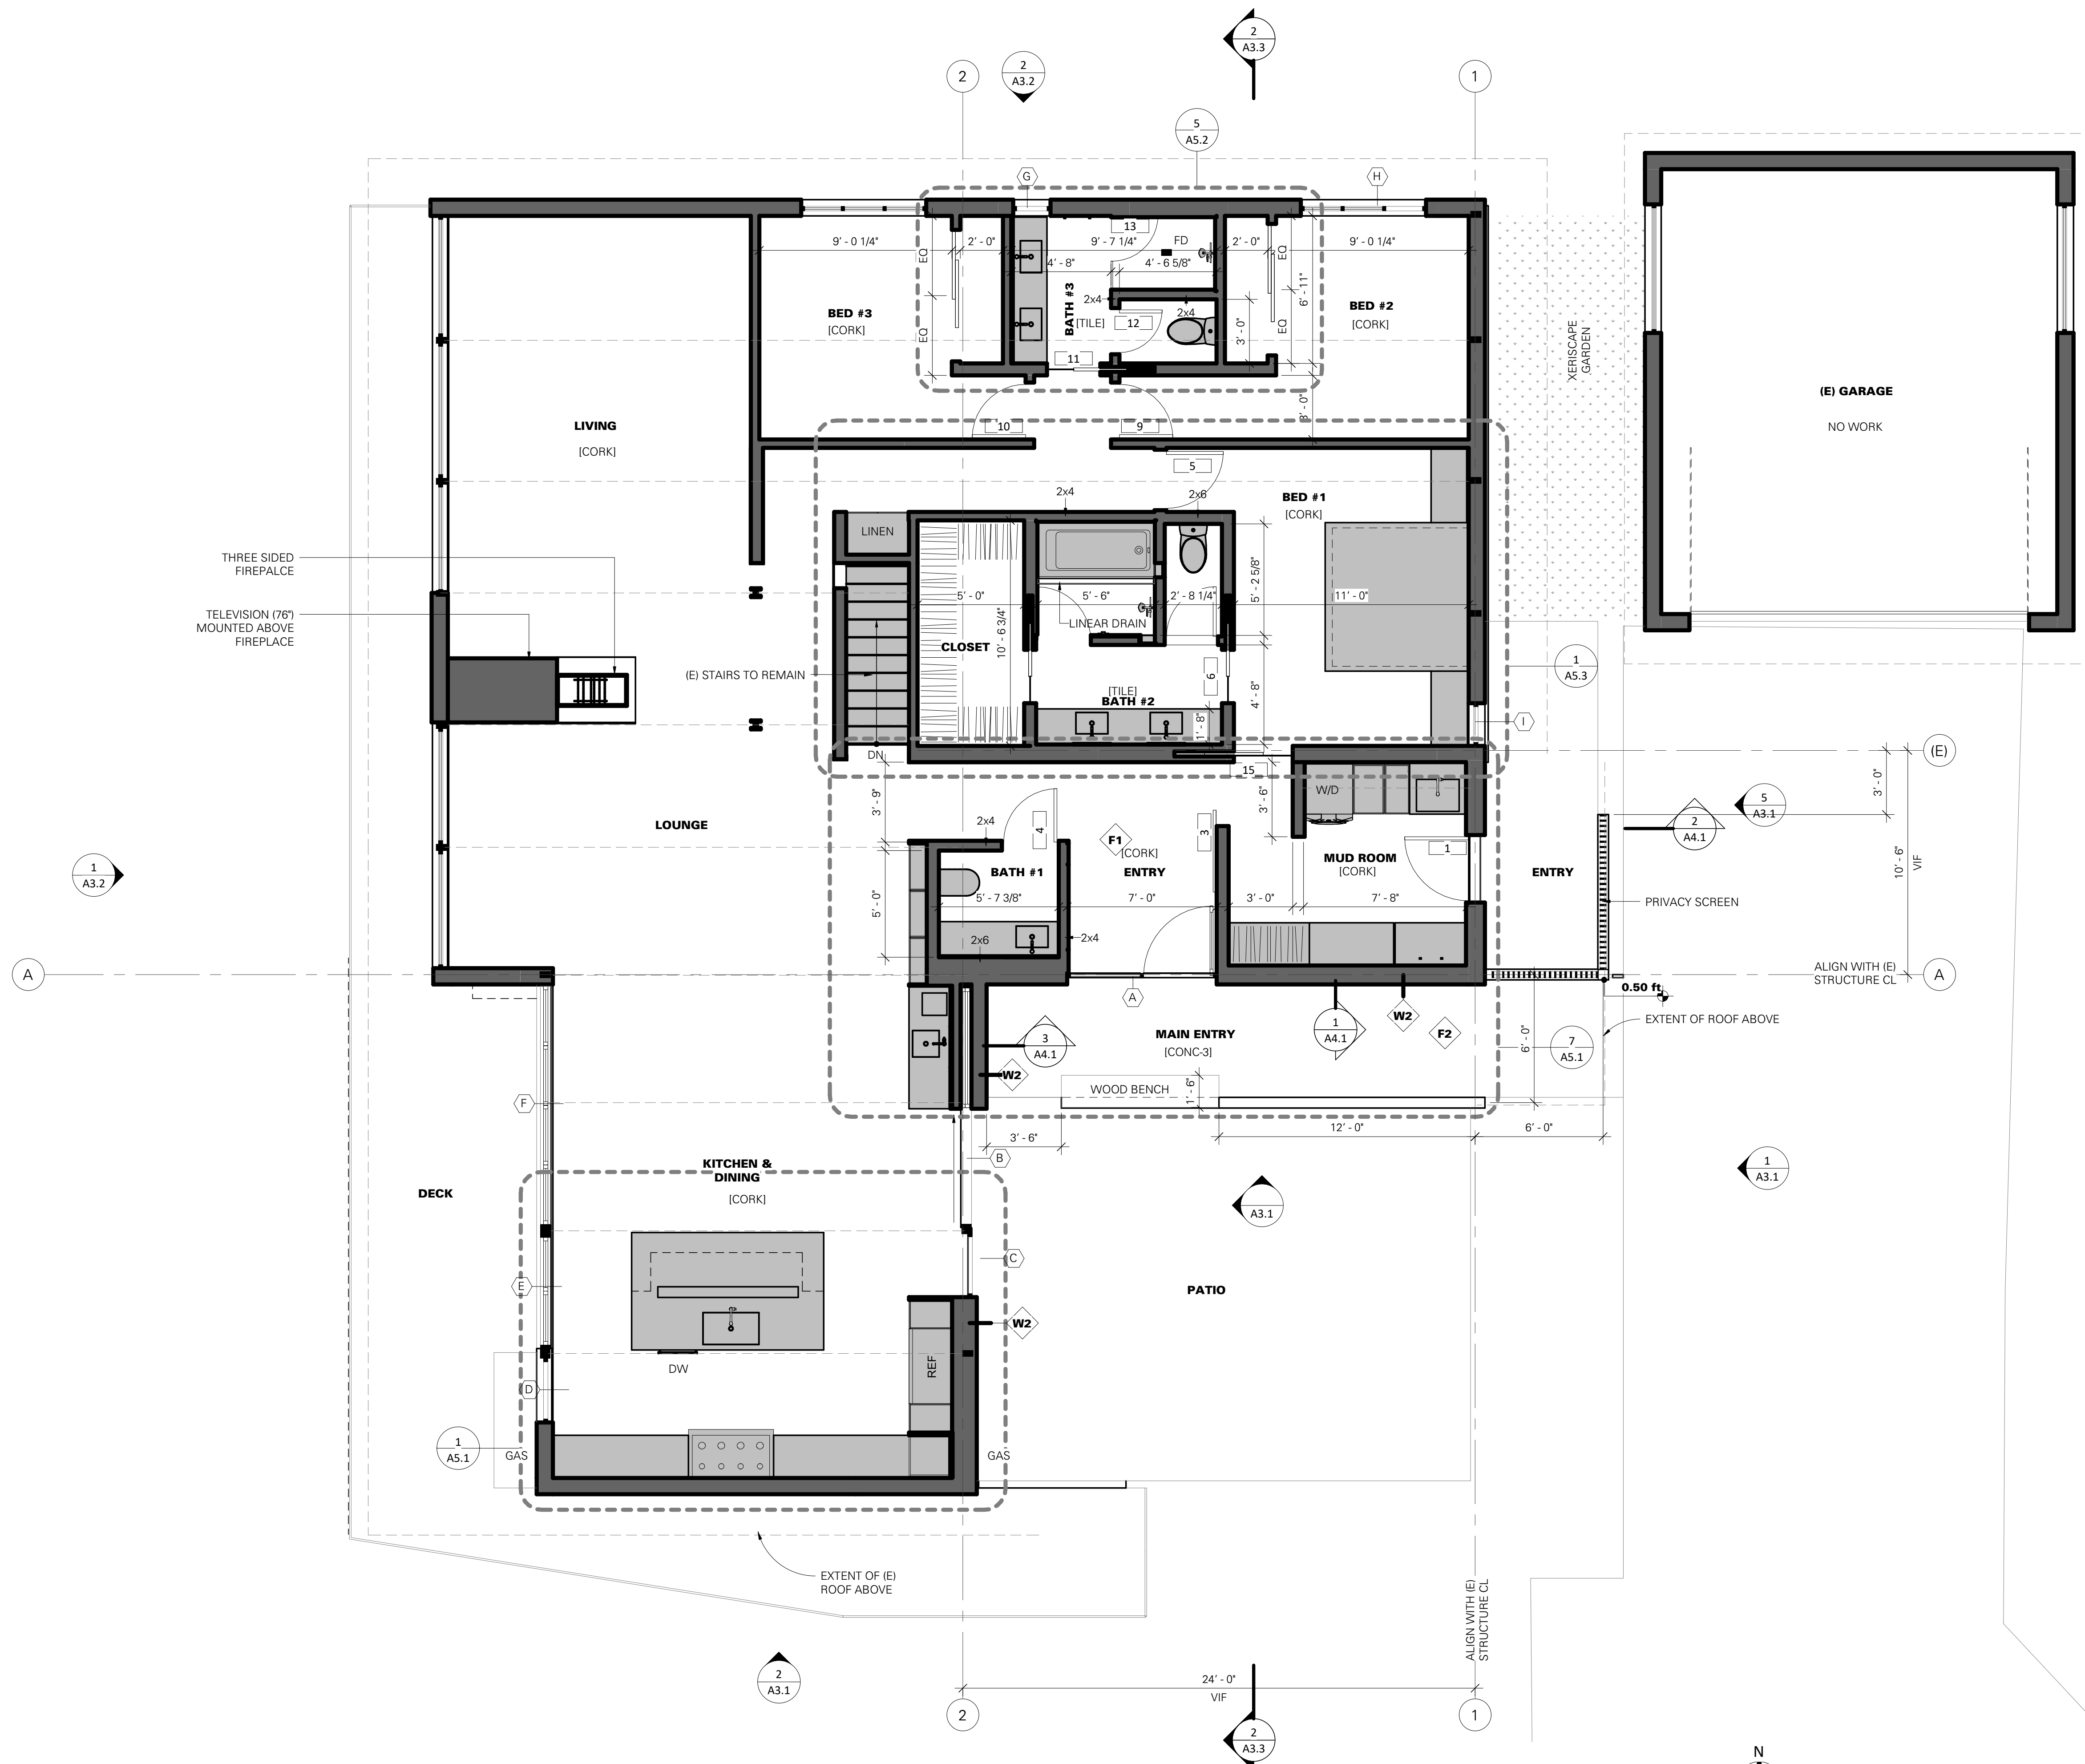 2
A3.3
2
A3.2
2
1
5
A5.2
G
H
13
FD
9' - 0 1/4"
2' - 0"
9' - 7 1/4"
2' - 0"
9' - 0 1/4"
4' - 8"
4' - 6 5/8"
EQ
EQ
EQ
EQ
6' - 11"
BED #3
[CORK]
BATH #3
[TILE]
2x4
2x4
12
3' - 0"
BED #2
[CORK]
11
XERISCAPE
GARDEN
(E) GARAGE
NO WORK
LIVING
[CORK]
10
9
3' - 0"
5
2x4
2x6
BED #1
[CORK]
LINEN
THREE SIDED
FIREPALCE
TELEVISION (76")
MOUNTED ABOVE
FIREPLACE
5' - 0"
5' - 6"
2' - 8 1/4"
5' - 2 5/8"
11' - 0"
LINEAR DRAIN
CLOSET
10' - 6 3/4"
(E) STAIRS TO REMAIN
[TILE]
BATH #2
6
4' - 8"
1' - 8"
1
A5.3
I
DN
15
(E)
W/D
3' - 9"
3' - 6"
3' - 0"
LOUNGE
2x4
4
F1
[CORK]
3
1
5
A3.1
2
A4.1
1
A3.2
BATH #1
ENTRY
MUD ROOM
[CORK]
ENTRY
10' - 6"
VIF
5' - 0"
5' - 7 3/8"
7' - 0"
3' - 0"
7' - 8"
PRIVACY SCREEN
2x6
2x4
A
ALIGN WITH (E)
STRUCTURE CL
A
0.50 ft
A
EXTENT OF ROOF ABOVE
MAIN ENTRY
[CONC-3]
3
A4.1
1
A4.1
W2
F2
6' - 0"
7
A5.1
W2
WOOD BENCH
1' - 6"
F
3' - 6"
12' - 0"
6' - 0"
B
KITCHEN &
DINING
[CORK]
DECK
1
A3.1
A3.1
C
E
PATIO
W2
DW
REF
D
1
A5.1
GAS
GAS
EXTENT OF (E)
ROOF ABOVE
ALIGN WITH (E)
STRUCTURE CL
2
A3.1
24' - 0"
VIF
2
1
2
A3.3
N